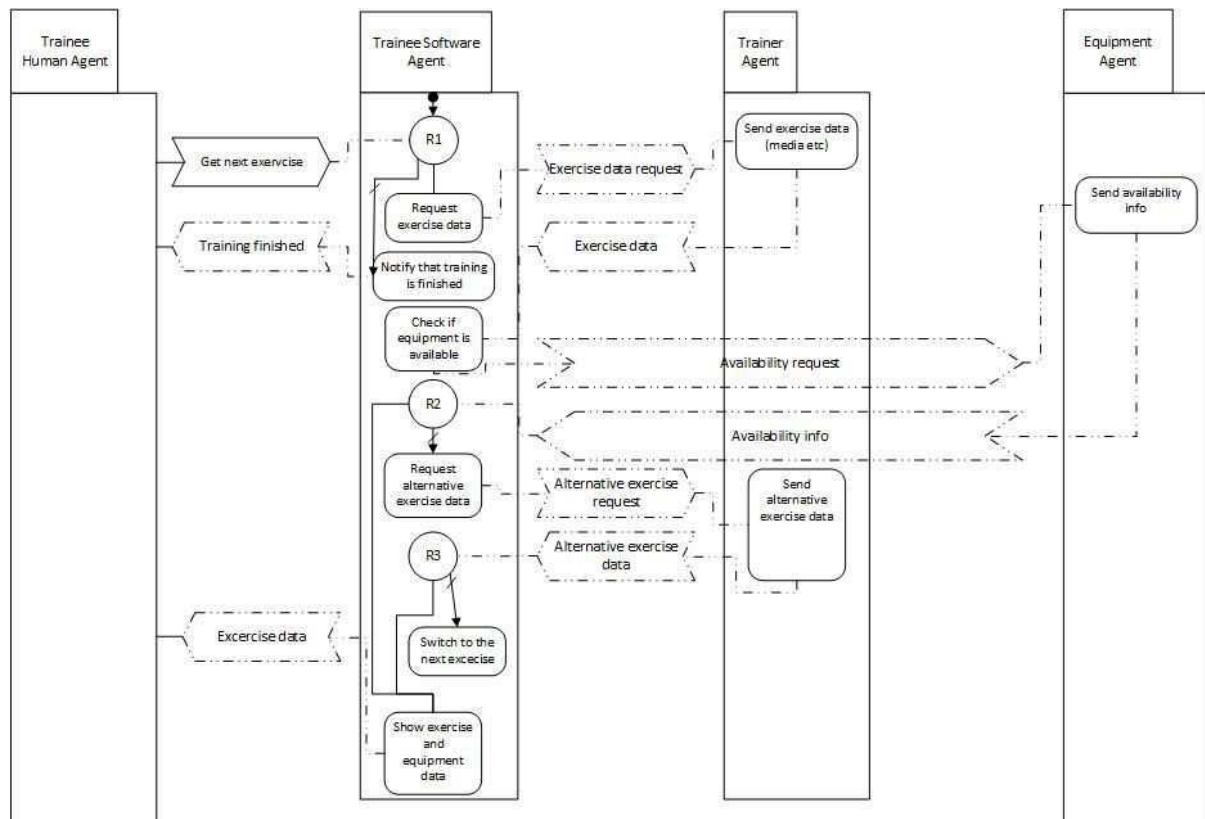 Trainee
Human Agent
Trainee Software
Agent
Trainer
Agent
Equipment
Agent
R1
Send exercise data
(media etc)
Get next exervcise
Exercise data request
Request
exercise data
Send availability
info
Training finished
Exercise data
Notify that training
is finished
Check if
equipment is
available
Availability request
R2
Availability info
Request
alternative
exercise data
Alternative exercise
request
Send
alternative
exercise data
R3
Alternative exercise
data
Excercise data
Switch to the
next excecise
Show exercise
and
equipment
data